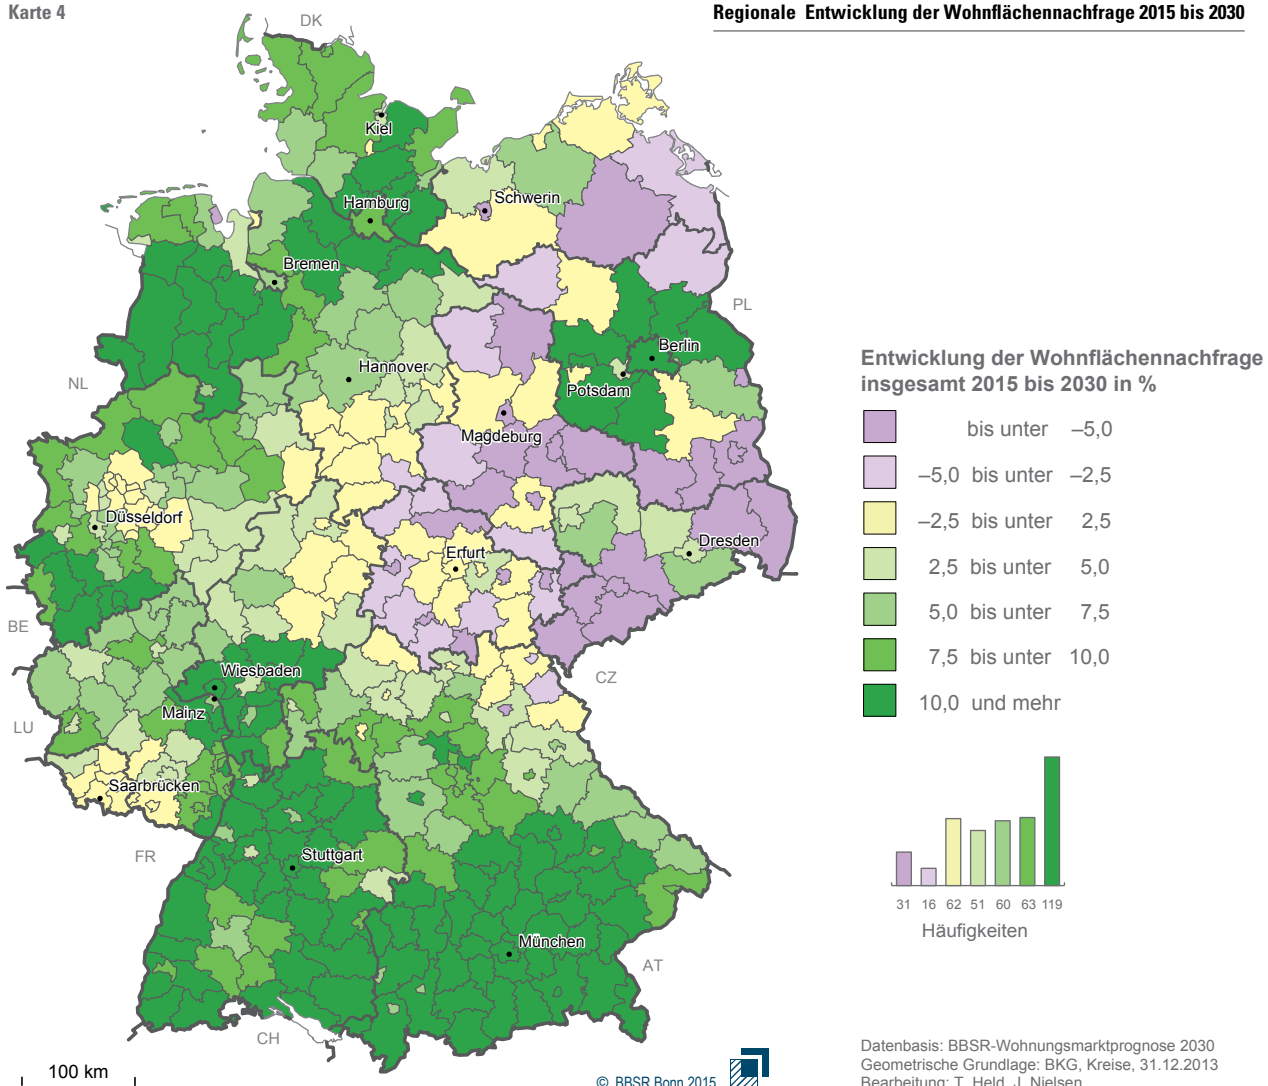 Karte 4
Regionale Entwicklung der Wohnflächennachfrage 2015 bis 2030
DK
Kiel
Hamburg
Schwerin
Bremen
PL
Berlin
NL
Hannover
Potsdam
Magdeburg
Düsseldorf
Dresden
Erfurt
BE
Wiesbaden
CZ
Mainz
LU
Saarbrücken
FR
Stuttgart
München
AT
CH
100 km
© BBSR Bonn 2015
Entwicklung der Wohnflächennachfrage
insgesamt 2015 bis 2030 in %
bis unter –5,0
–5,0 bis unter –2,5
–2,5 bis unter 2,5
2,5 bis unter 5,0
5,0 bis unter 7,5
7,5 bis unter 10,0
10,0 und mehr
31 16 62 51 60 63 119
Häufigkeiten
Datenbasis: BBSR-Wohnungsmarktprognose 2030
Geometrische Grundlage: BKG, Kreise, 31.12.2013
Bearbeitung: T. Held, J. Nielsen